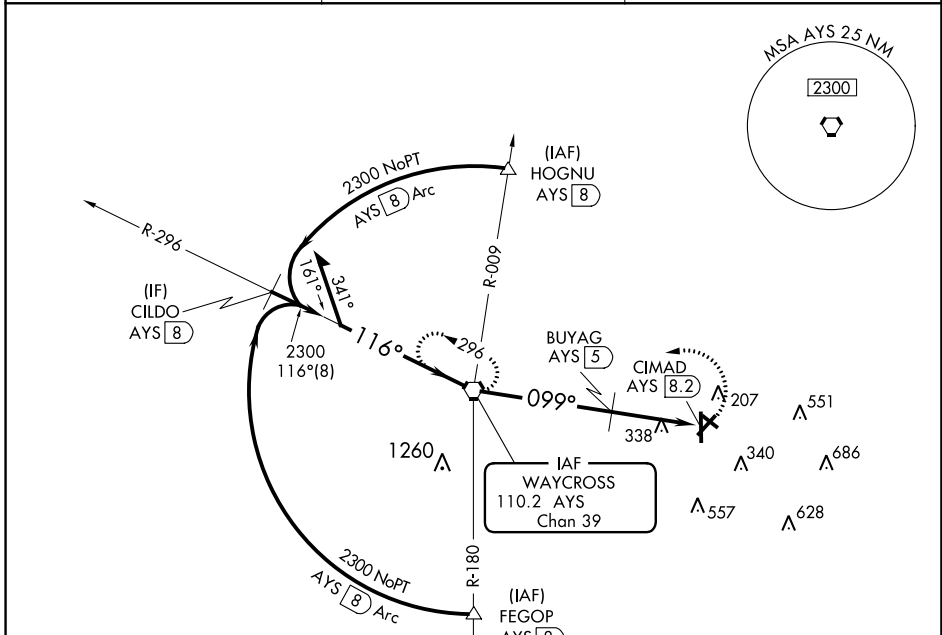 MSA AYS 25 NM
2300
(IAF)
HOGNU
AYS 8
2300 NoPT
AYS 8 Arc
R-296
R-009
(IF)
CILDO
AYS 8
161°
341°
2300
116°(8)
116°
296
BUYAG
AYS 5
CIMAD
AYS 8.2
099°
207
551
338
340
686
1260
IAF
WAYCROSS
110.2 AYS
Chan 39
557
628
R-180
2300 NoPT
AYS 8 Arc
(IAF)
FEGOP
AYS 8